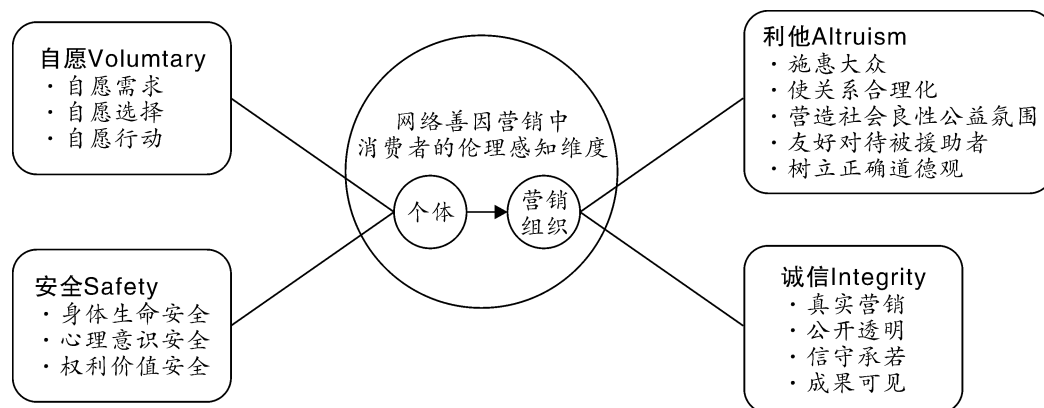 自愿Volumtary
· 自愿需求
· 自愿选择
· 自愿行动
安全Safety
· 身体生命安全
· 心理意识安全
· 权利价值安全
网络善因营销中
消费者的伦理感知维度
个体
营销
组织
利他Altruism
· 施惠大众
· 使关系合理化
· 营造社会良性公益氛围
· 友好对待被援助者
· 树立正确道德观
诚信Integrity
· 真实营销
· 公开透明
· 信守承若
· 成果可见